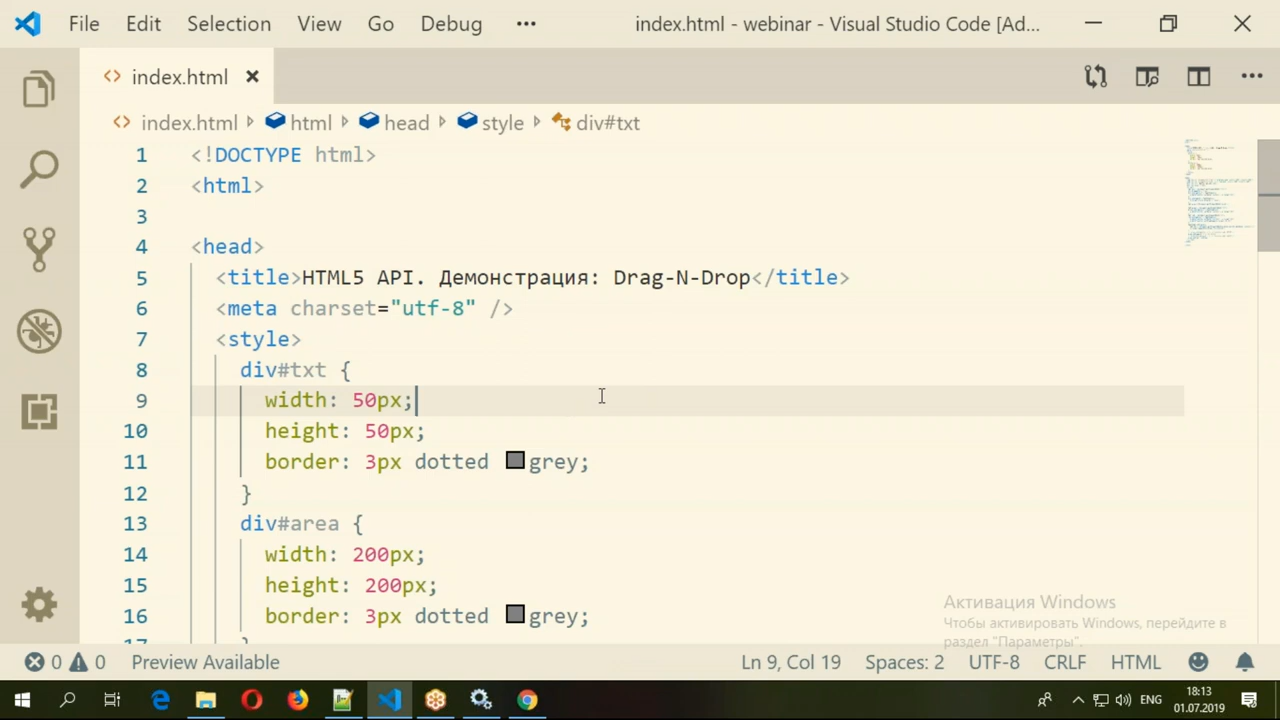 File Edit Selection View Go Debug ··· index.html - webinar - Visual Studio Code [Ad...
index.html
index.html html head style div#txt
1 <!DOCTYPE html>
2 <html>
3
4 <head>
5 <title>HTML5 API. Демонстрация: Drag-N-Drop</title>
6 <meta charset="utf-8" />
7 <style>
8 div#txt {
9 width: 50px;
10 height: 50px;
11 border: 3px dotted grey;
12 }
13 div#area {
14 width: 200px;
15 height: 200px;
16 border: 3px dotted grey;
Активация Windows
Чтобы активировать Windows, перейдите в
раздел "Параметры".
0 0 Preview Available Ln 9, Col 19 Spaces: 2 UTF-8 CRLF HTML
ENG 18:13
01.07.2019